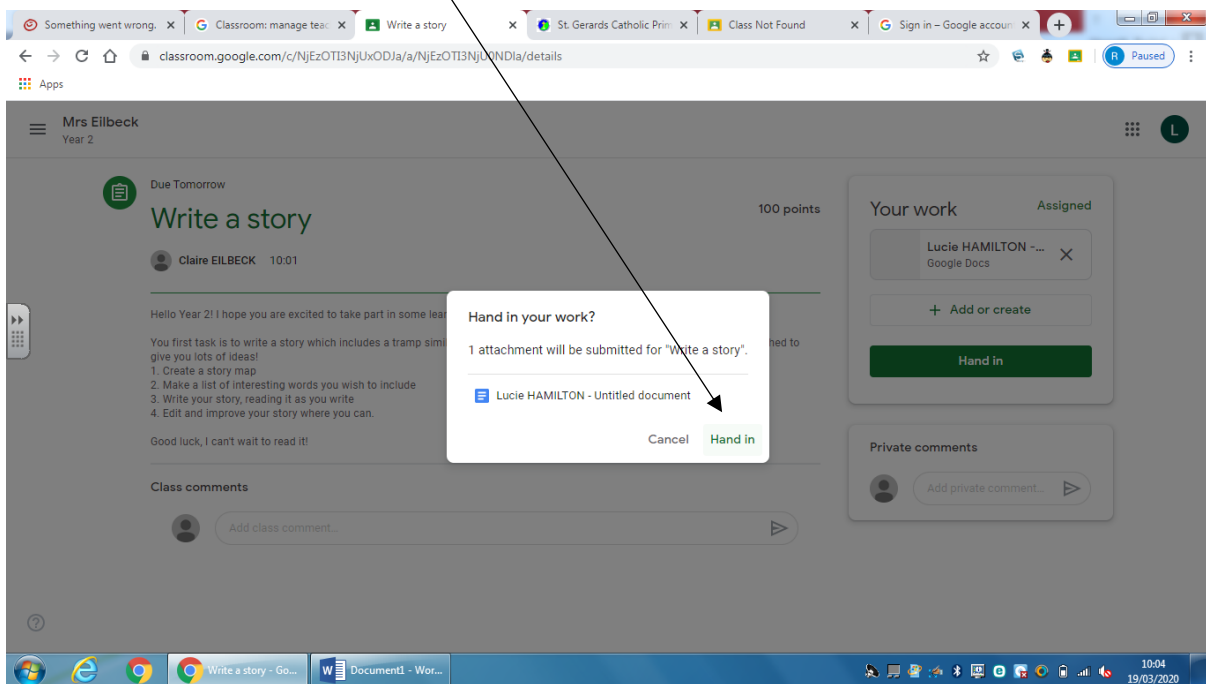 Something went wrong.
Classroom: manage teac
Write a story
St. Gerards Catholic Prim
Class Not Found
Sign in – Google accoun
classroom.google.com/c/NjEzOTI3NjUxODJa/a/NjEzOTI3NjU0NDla/details
R Paused
Apps
Mrs Eilbeck
Year 2
L
Due Tomorrow
Write a story
100 points
Claire EILBECK 10:01
Hello Year 2! I hope you are excited to take part in some lear
You first task is to write a story which includes a tramp simi
hed to
give you lots of ideas!
1. Create a story map
2. Make a list of interesting words you wish to include
3. Write your story, reading it as you write
4. Edit and improve your story where you can.
Good luck, I can't wait to read it!
Class comments
Add class comment...
Hand in your work?
1 attachment will be submitted for "Write a story".
Lucie HAMILTON - Untitled document
Cancel Hand in
Your work Assigned
Lucie HAMILTON -...
Google Docs
+ Add or create
Hand in
Private comments
Add private comment...
Write a story - Go...
Document1 - Wor...
10:04
19/03/2020